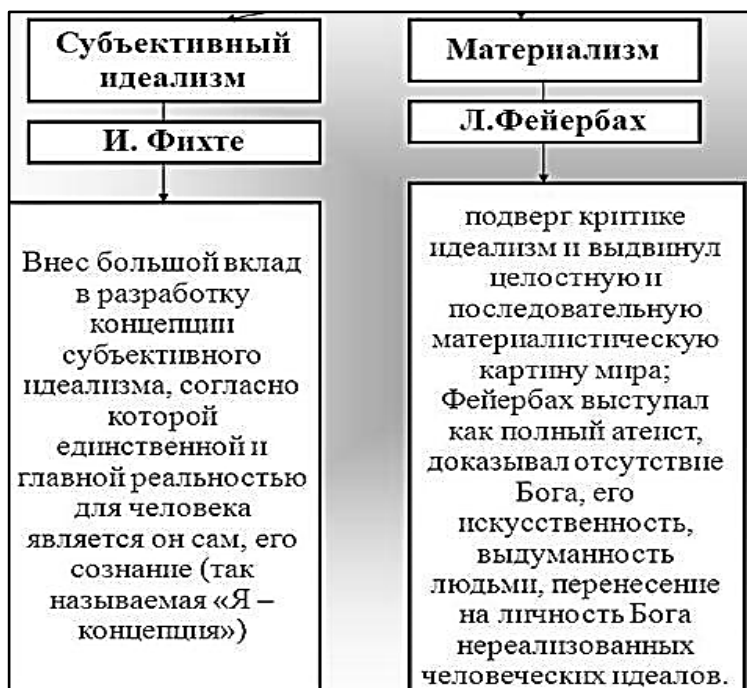 Субъективный
идеализм
И. Фихте
Внес большой вклад
в разработку
концепции
субъективного
идеализма, согласно
которой
единственной и
главной реальностью
для человека
является он сам, его
сознание (так
называемая «Я –
концепция»)
Материализм
Л.Фейербах
подверг критике
идеализм и выдвинул
целостную и
последовательную
материалистическую
картину мира;
Фейербах выступал
как полный атеист,
доказывал отсутствие
Бога, его
искусственность,
выдуманность
людьми, перенесение
на личность Бога
нереализованных
человеческих идеалов.